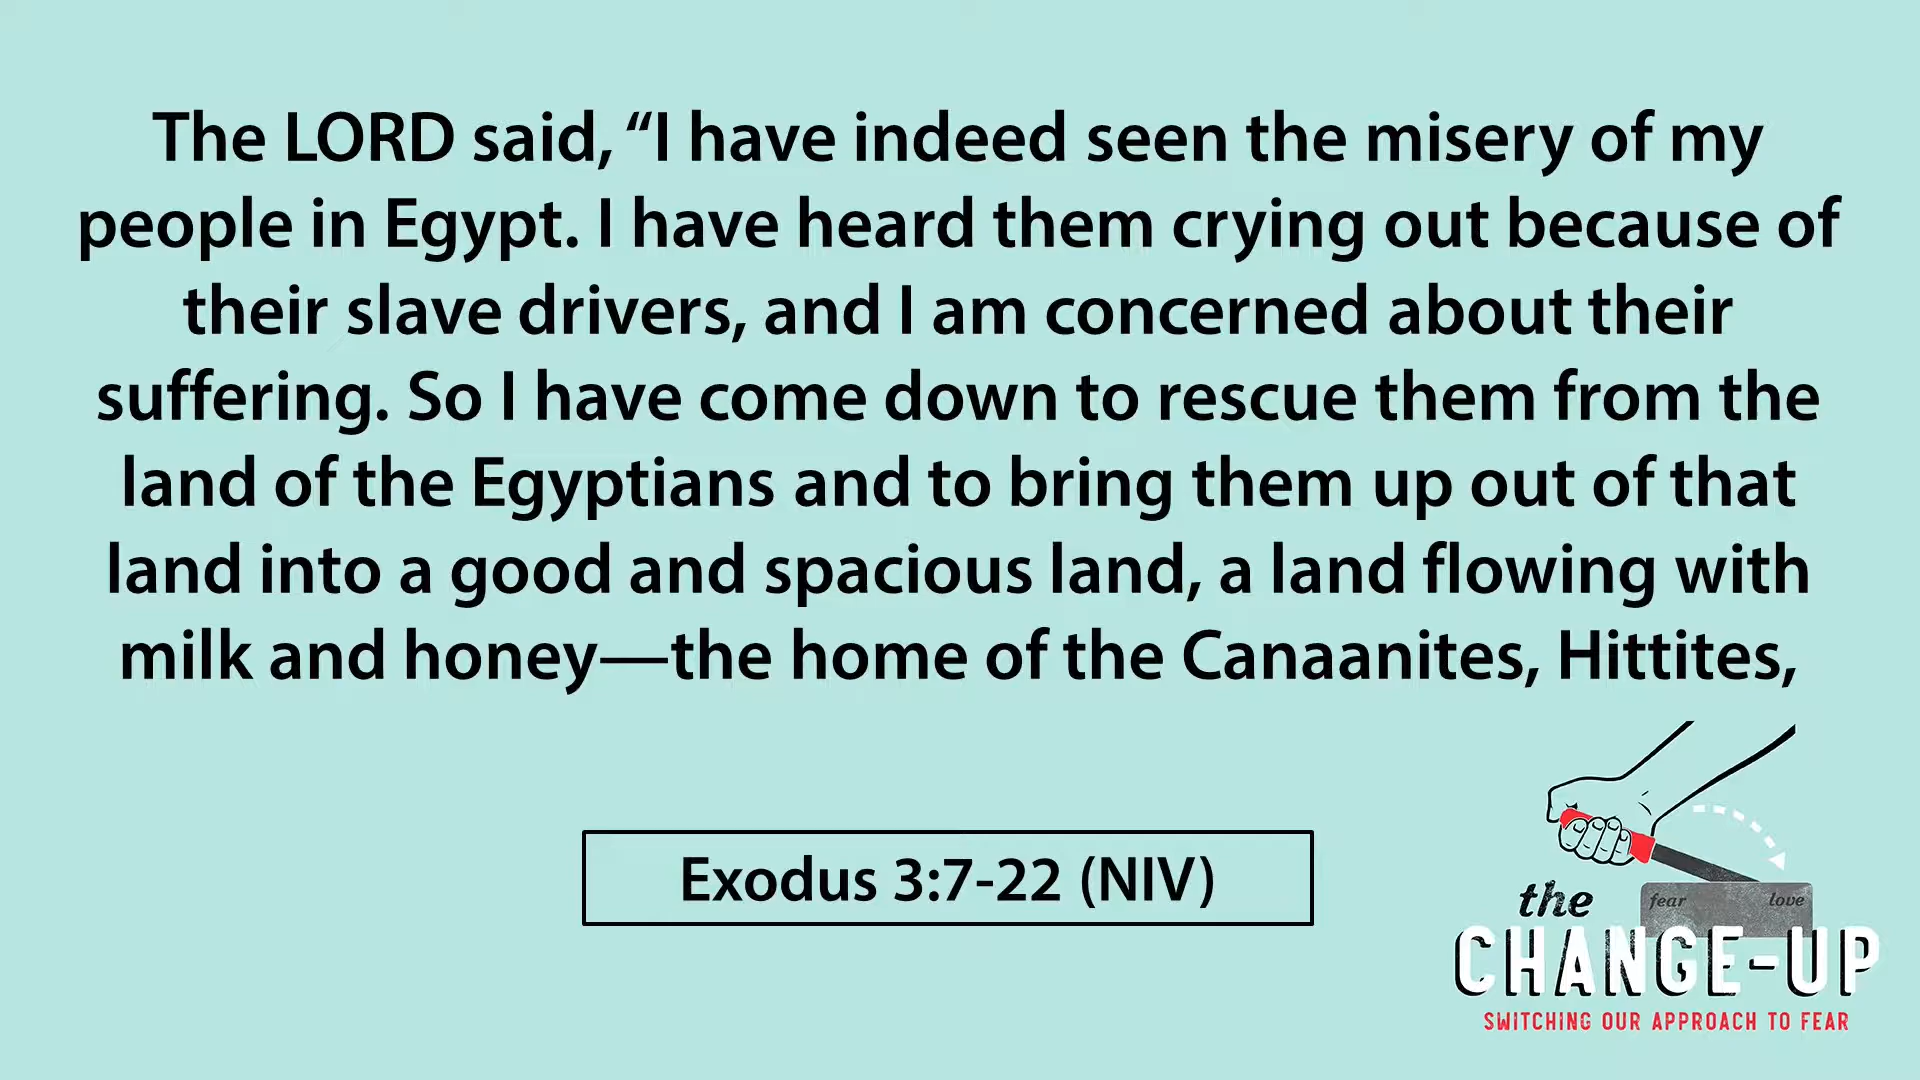 The LORD said, “I have indeed seen the misery of my
people in Egypt. I have heard them crying out because of
their slave drivers, and I am concerned about their
suffering. So I have come down to rescue them from the
land of the Egyptians and to bring them up out of that
land into a good and spacious land, a land flowing with
milk and honey—the home of the Canaanites, Hittites,
Exodus 3:7-22 (NIV)
the
fear love
CHANGE-UP
SWITCHING OUR APPROACH TO FEAR